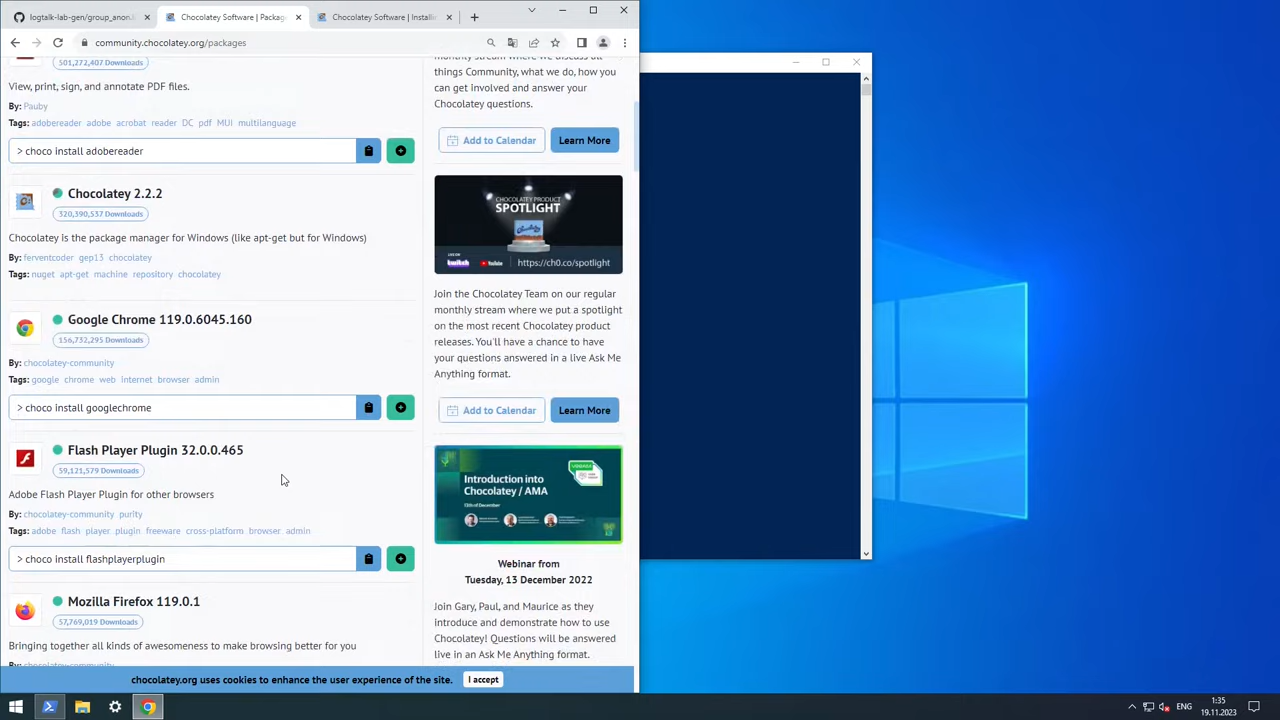 logtalk-lab-gen/group_anon.l
Chocolatey Software | Packag
Chocolatey Software | Installin
community.chocolatey.org/packages
501,272,407 Downloads
View, print, sign, and annotate PDF files.
By: Pauby
Tags: adobereader adobe acrobat reader DC pdf MUI multilanguage
> choco install adobereader
Chocolatey 2.2.2
320,390,537 Downloads
Chocolatey is the package manager for Windows (like apt-get but for Windows)
By: ferventcoder gep13 chocolatey
Tags: nuget apt-get machine repository chocolatey
Google Chrome 119.0.6045.160
156,732,295 Downloads
By: chocolatey-community
Tags: google chrome web internet browser admin
> choco install googlechrome
Flash Player Plugin 32.0.0.465
59,121,579 Downloads
Adobe Flash Player Plugin for other browsers
By: chocolatey-community purity
Tags: adobe flash player plugin freeware cross-platform browser admin
> choco install flashplayerplugin
Mozilla Firefox 119.0.1
57,769,019 Downloads
Bringing together all kinds of awesomeness to make browsing better for you
By: chocolatey-community
monthly stream where we discuss all
things Community, what we do, how you
can get involved and answer your
Chocolatey questions.
Add to Calendar
Learn More
CHOCOLATEY PRODUCT
SPOTLIGHT
LIVE ON
twitch
YouTube
https://ch0.co/spotlight
Join the Chocolatey Team on our regular
monthly stream where we put a spotlight
on the most recent Chocolatey product
releases. You'll have a chance to have
your questions answered in a live Ask Me
Anything format.
Add to Calendar
Learn More
Introduction into
Chocolatey / AMA
Webinar from
Tuesday, 13 December 2022
Join Gary, Paul, and Maurice as they
introduce and demonstrate how to use
Chocolatey! Questions will be answered
live in an Ask Me Anything format.
chocolatey.org uses cookies to enhance the user experience of the site.
I accept
ENG
1:35
19.11.2023